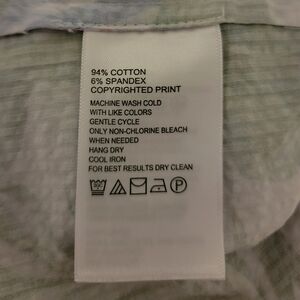 94% COTTON
6% SPANDEX
COPYRIGHTED PRINT
MACHINE WASH COLD
WITH LIKE COLORS
GENTLE CYCLE
ONLY NON-CHLORINE BLEACH
WHEN NEEDED
HANG DRY
COOL IRON
FOR BEST RESULTS DRY CLEAN
P